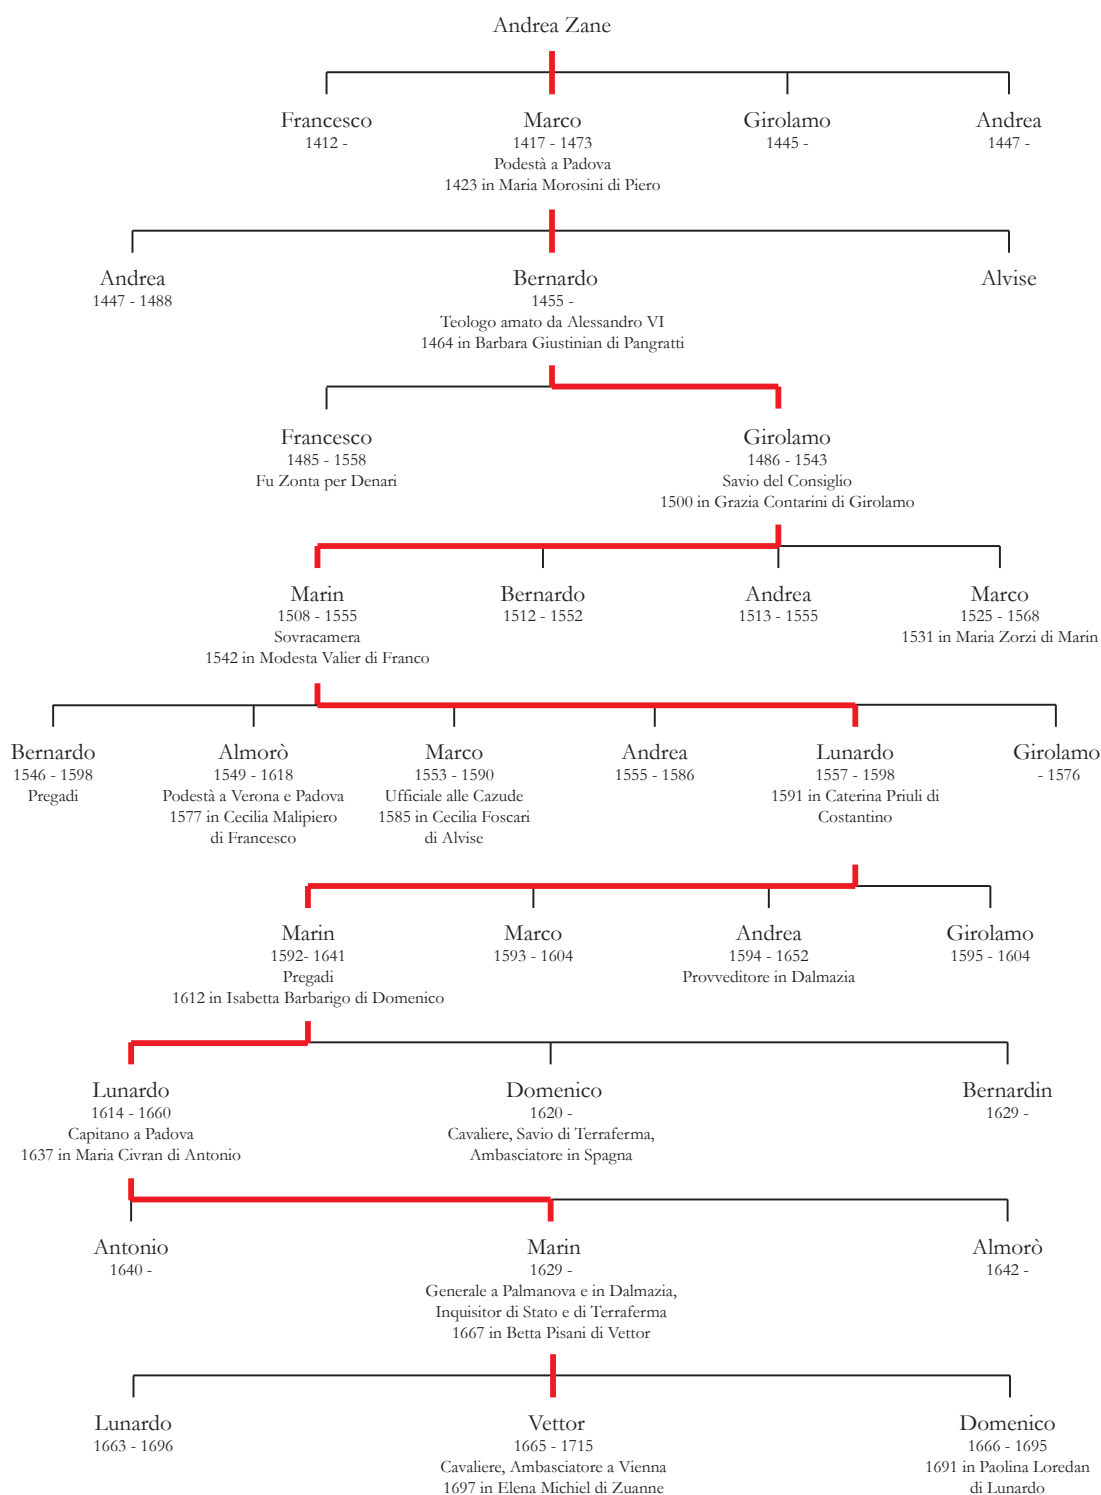 Andrea Zane
Francesco
1412 -
Marco
1417 - 1473
Podestà a Padova
1423 in Maria Morosini di Piero
Girolamo
1445 -
Andrea
1447 -
Andrea
1447 - 1488
Bernardo
1455 -
Teologo amato da Alessandro VI
1464 in Barbara Giustinian di Pangratti
Alvise
Francesco
1485 - 1558
Fu Zonta per Denari
Girolamo
1486 - 1543
Savio del Consiglio
1500 in Grazia Contarini di Girolamo
Marin
1508 - 1555
Sovracamera
1542 in Modesta Valier di Franco
Bernardo
1512 - 1552
Andrea
1513 - 1555
Marco
1525 - 1568
1531 in Maria Zorzi di Marin
Bernardo
1546 - 1598
Pregadi
Almorò
1549 - 1618
Podestà a Verona e Padova
1577 in Cecilia Malipiero
di Francesco
Marco
1553 - 1590
Ufficiale alle Cazude
1585 in Cecilia Foscari
di Alvise
Andrea
1555 - 1586
Lunardo
1557 - 1598
1591 in Caterina Priuli di
Costantino
Girolamo
- 1576
Marin
1592- 1641
Pregadi
1612 in Isabetta Barbarigo di Domenico
Marco
1593 - 1604
Andrea
1594 - 1652
Provveditore in Dalmazia
Girolamo
1595 - 1604
Lunardo
1614 - 1660
Capitano a Padova
1637 in Maria Civran di Antonio
Domenico
1620 -
Cavaliere, Savio di Terraferma,
Ambasciatore in Spagna
Bernardin
1629 -
Antonio
1640 -
Marin
1629 -
Generale a Palmanova e in Dalmazia,
Inquisitor di Stato e di Terraferma
1667 in Betta Pisani di Vettor
Almorò
1642 -
Lunardo
1663 - 1696
Vettor
1665 - 1715
Cavaliere, Ambasciatore a Vienna
1697 in Elena Michiel di Zuanne
Domenico
1666 - 1695
1691 in Paolina Loredan
di Lunardo